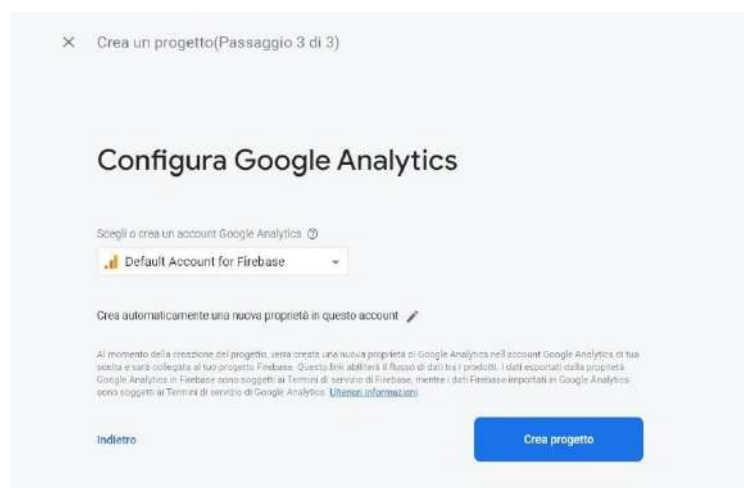 Crea un progetto(Passaggio 3 di 3)
Configura Google Analytics
Scegli o crea un account Google Analytics
Default Account for Firebase
Crea automaticamente una nuova proprietà in questo account
Al momento della creazione del progetto, verrà creata una nuova proprietà di Google Analytics nell'account Google Analytics di tua
scelta e sarà collegata al tuo progetto Firebase. Questo link abiliterà il flusso di dati tra i prodotti. I dati esportati dalla proprietà
Google Analytics in Firebase sono soggetti ai Termini di servizio di Firebase, mentre i dati Firebase importati in Google Analytics
sono soggetti ai Termini di servizio di Google Analytics. Ulteriori informazioni.
Indietro
Crea progetto